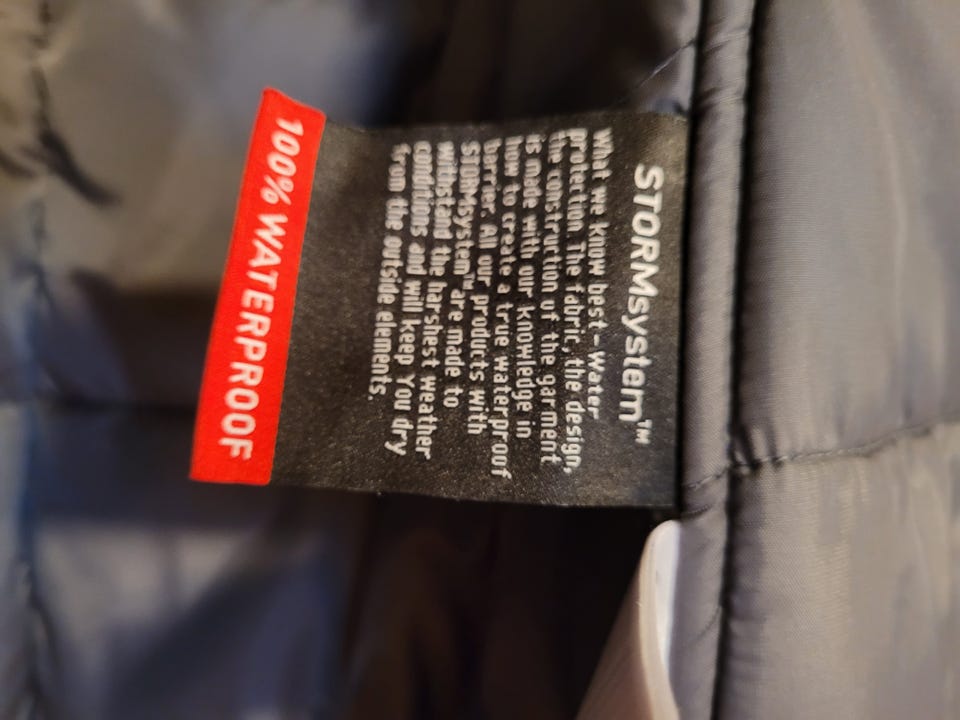 STORMsystem™
What we know best - Water
protection. The fabric, the design,
the construction of the garment
is made with our knowledge in
how to create a true waterproof
barrier. All our products with
STORMsystem™ are made to
withstand the harshest weather
conditions and will keep you dry
from the outside elements.
100% WATERPROOF